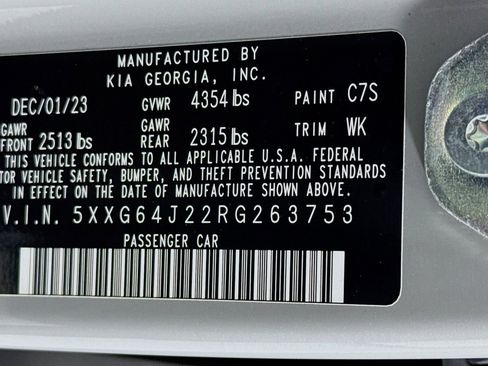 MANUFACTURED BY
KIA GEORGIA, INC.
DEC/01/23 GVWR 4354 lbs PAINT C7S
GAWR FRONT 2513 lbs GAWR REAR 2315 lbs TRIM WK
THIS VEHICLE CONFORMS TO ALL APPLICABLE U.S.A. FEDERAL
MOTOR VEHICLE SAFETY, BUMPER, AND THEFT PREVENTION STANDARDS
IN EFFECT ON THE DATE OF MANUFACTURE SHOWN ABOVE.
V.I.N. 5XXG64J22RG263753
PASSENGER CAR